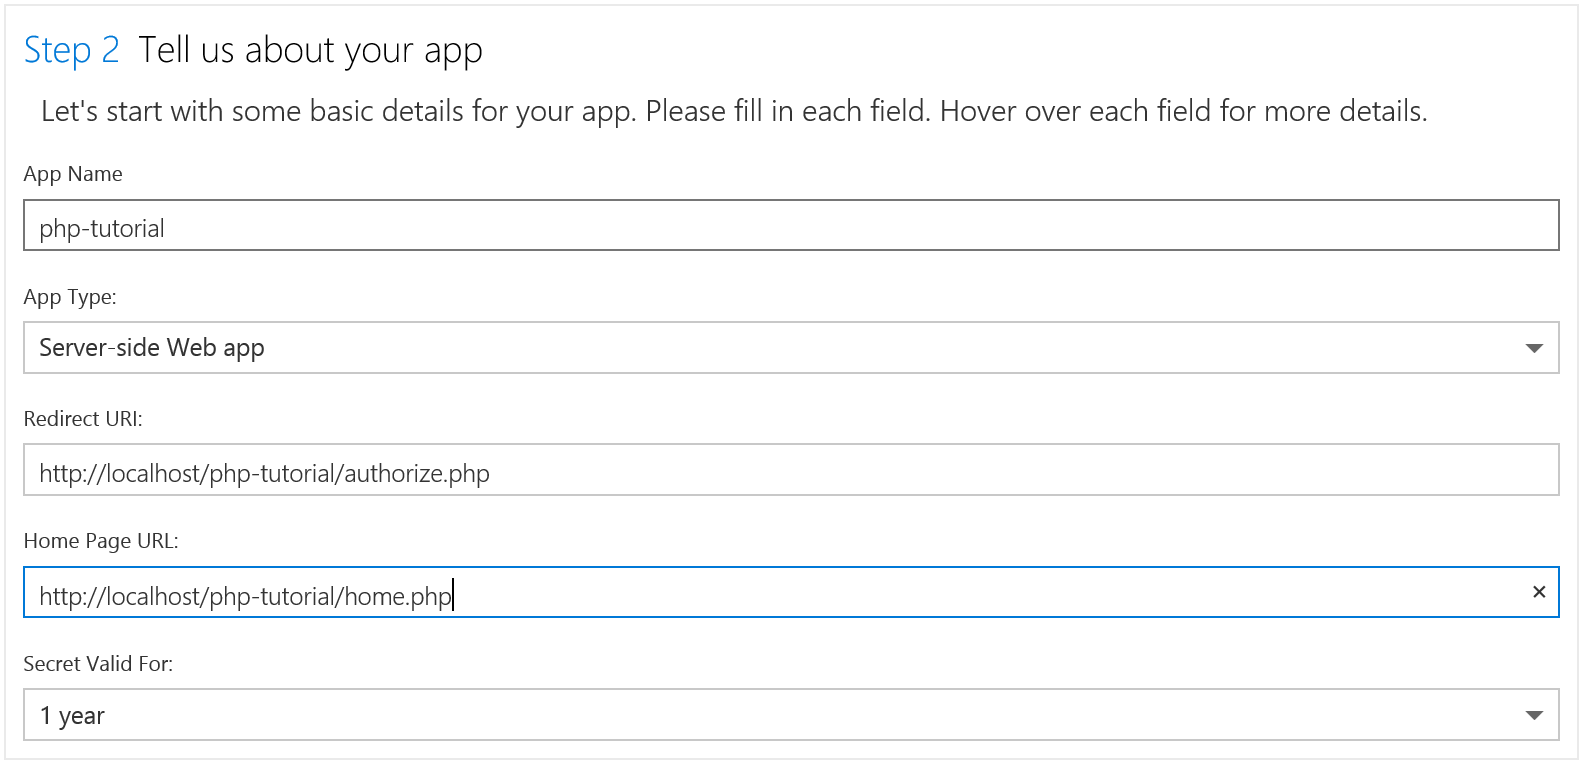 Step 2 Tell us about your app
Let's start with some basic details for your app. Please fill in each field. Hover over each field for more details.
App Name
php-tutorial
App Type:
Server-side Web app
Redirect URI:
http://localhost/php-tutorial/authorize.php
Home Page URL:
http://localhost/php-tutorial/home.php
Secret Valid For:
1 year